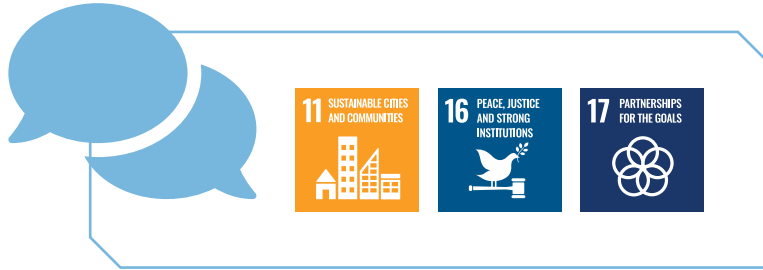 11 SUSTAINABLE CITIES
AND COMMUNITIES
16 PEACE, JUSTICE
AND STRONG
INSTITUTIONS
17 PARTNERSHIPS
FOR THE GOALS